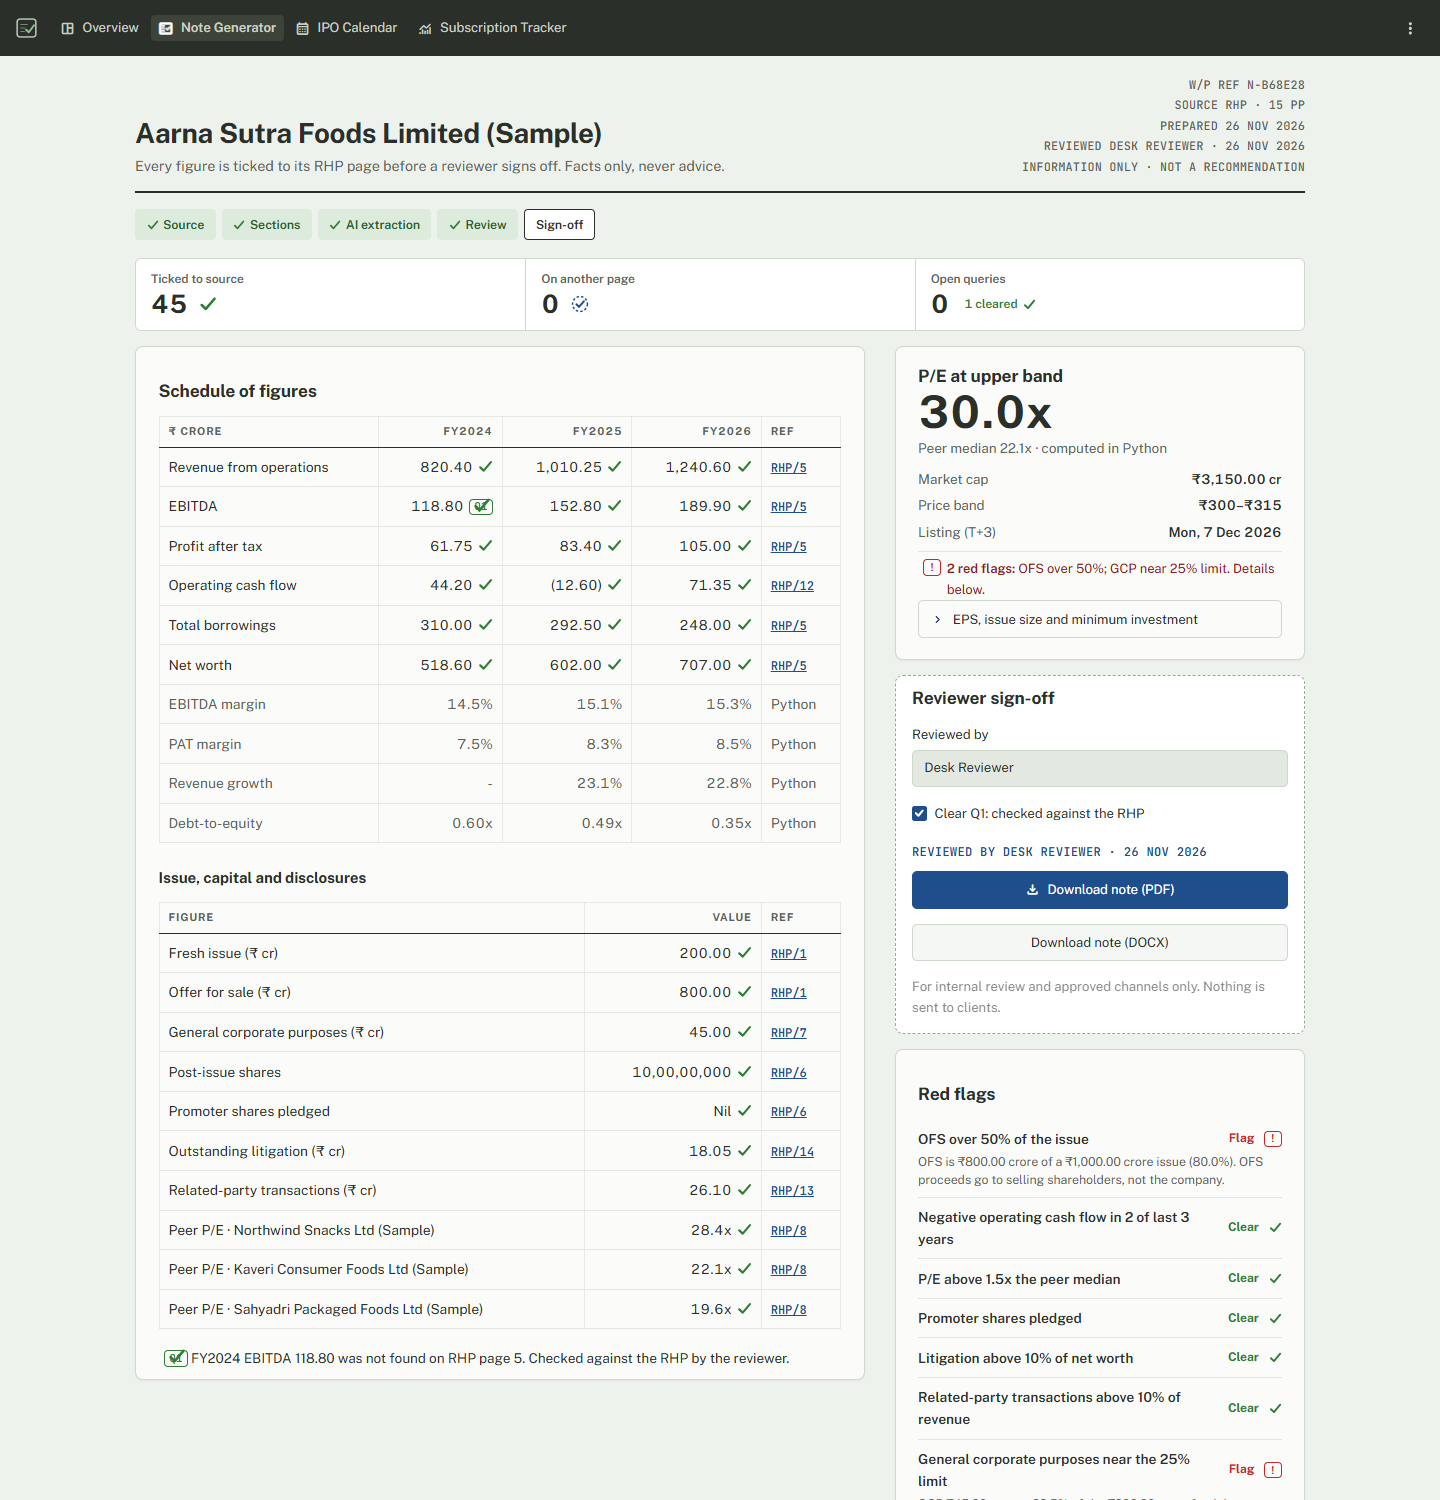 Overview
Note Generator
IPO Calendar
Subscription Tracker
W/P REF N-B68E28
SOURCE RHP · 15 PP
PREPARED 26 NOV 2026
REVIEWED DESK REVIEWER · 26 NOV 2026
INFORMATION ONLY · NOT A RECOMMENDATION
Aarna Sutra Foods Limited (Sample)
Every figure is ticked to its RHP page before a reviewer signs off. Facts only, never advice.
Source
Sections
AI extraction
Review
Sign-off
Ticked to source
45
On another page
0
Open queries
0 1 cleared
Schedule of figures
₹ CRORE FY2024 FY2025 FY2026 REF
Revenue from operations 820.40 1,010.25 1,240.60 RHP/5
EBITDA 118.80 Q1 152.80 189.90 RHP/5
Profit after tax 61.75 83.40 105.00 RHP/5
Operating cash flow 44.20 (12.60) 71.35 RHP/12
Total borrowings 310.00 292.50 248.00 RHP/5
Net worth 518.60 602.00 707.00 RHP/5
EBITDA margin 14.5% 15.1% 15.3% Python
PAT margin 7.5% 8.3% 8.5% Python
Revenue growth - 23.1% 22.8% Python
Debt-to-equity 0.60x 0.49x 0.35x Python
Issue, capital and disclosures
FIGURE VALUE REF
Fresh issue (₹ cr) 200.00 RHP/1
Offer for sale (₹ cr) 800.00 RHP/1
General corporate purposes (₹ cr) 45.00 RHP/7
Post-issue shares 10,00,00,000 RHP/6
Promoter shares pledged Nil RHP/6
Outstanding litigation (₹ cr) 18.05 RHP/14
Related-party transactions (₹ cr) 26.10 RHP/13
Peer P/E · Northwind Snacks Ltd (Sample) 28.4x RHP/8
Peer P/E · Kaveri Consumer Foods Ltd (Sample) 22.1x RHP/8
Peer P/E · Sahyadri Packaged Foods Ltd (Sample) 19.6x RHP/8
Q1 FY2024 EBITDA 118.80 was not found on RHP page 5. Checked against the RHP by the reviewer.
P/E at upper band
30.0x
Peer median 22.1x · computed in Python
Market cap ₹3,150.00 cr
Price band ₹300–₹315
Listing (T+3) Mon, 7 Dec 2026
! 2 red flags: OFS over 50%; GCP near 25% limit. Details
below.
EPS, issue size and minimum investment
Reviewer sign-off
Reviewed by
Desk Reviewer
Clear Q1: checked against the RHP
REVIEWED BY DESK REVIEWER · 26 NOV 2026
Download note (PDF)
Download note (DOCX)
For internal review and approved channels only. Nothing is
sent to clients.
Red flags
OFS over 50% of the issue Flag !
OFS is ₹800.00 crore of a ₹1,000.00 crore issue (80.0%). OFS
proceeds go to selling shareholders, not the company.
Negative operating cash flow in 2 of last 3
years Clear
P/E above 1.5x the peer median Clear
Promoter shares pledged Clear
Litigation above 10% of net worth Clear
Related-party transactions above 10% of
revenue Clear
General corporate purposes near the 25%
limit Flag !